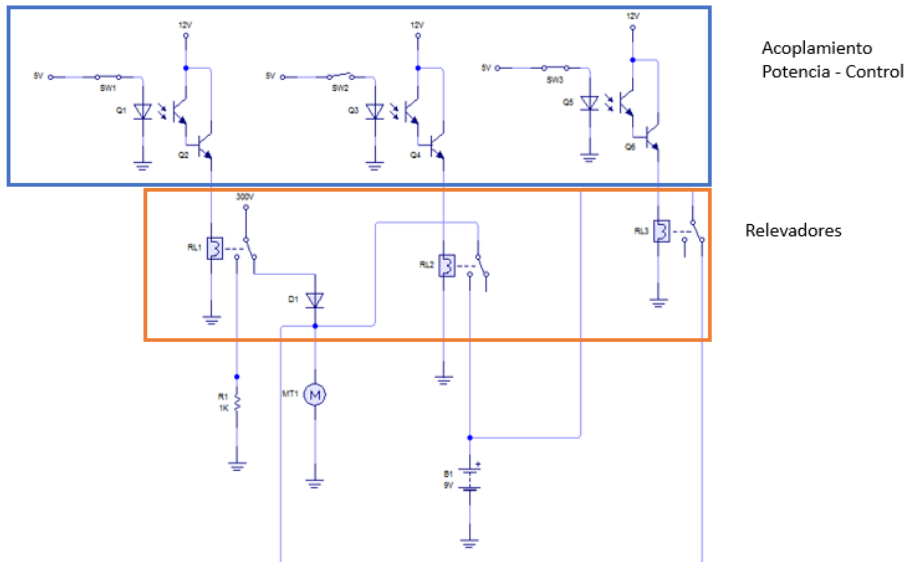 12V
12V
12V
Acoplamiento
Potencia - Control
5V
SW1
5V
SW2
5V
SW3
Q1
Q3
Q5
Q2
Q4
Q6
300V
Relevadores
RL1
RL2
RL3
D1
R1
1K
MT1
M
B1
9V
+